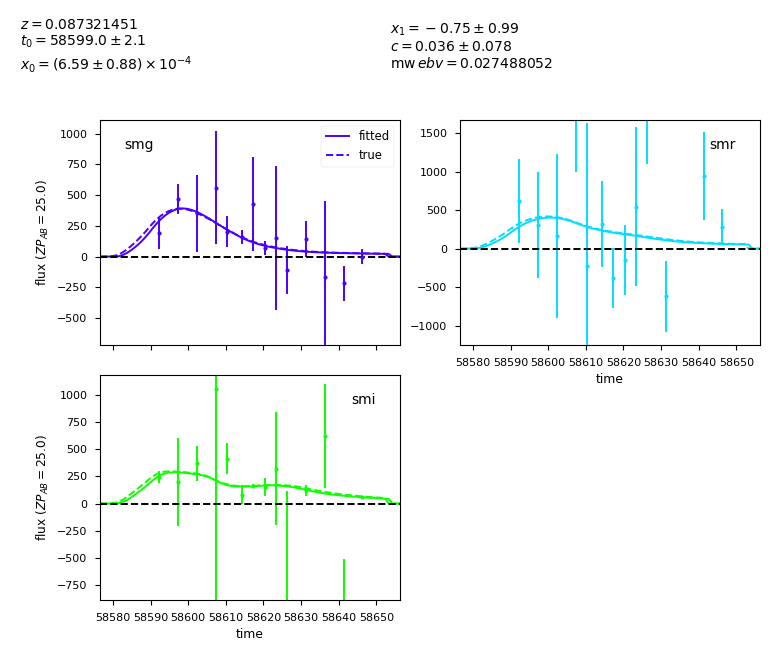 z = 0.087321451
t₀ = 58599.0 ± 2.1
x₀ = (6.59 ± 0.88) × 10⁻⁴
x₁ = −0.75 ± 0.99
c = 0.036 ± 0.078
mw ebv = 0.027488052
smg
fitted
true
1000
750
500
250
0
−250
−500
flux (ZP_AB = 25.0)
smr
1500
1000
500
0
−500
−1000
58580 58590 58600 58610 58620 58630 58640 58650
time
smi
1000
750
500
250
0
−250
−500
−750
flux (ZP_AB = 25.0)
58580 58590 58600 58610 58620 58630 58640 58650
time